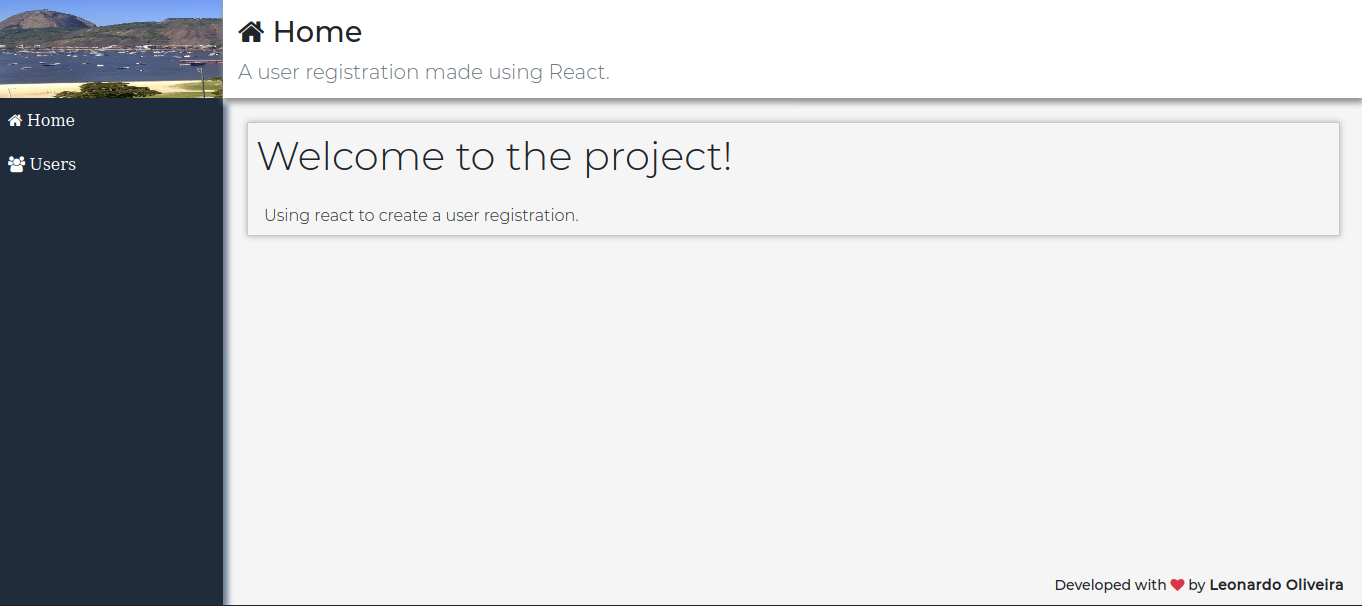 Home
A user registration made using React.
Home
Users
Welcome to the project!
Using react to create a user registration.
Developed with ❤ by Leonardo Oliveira